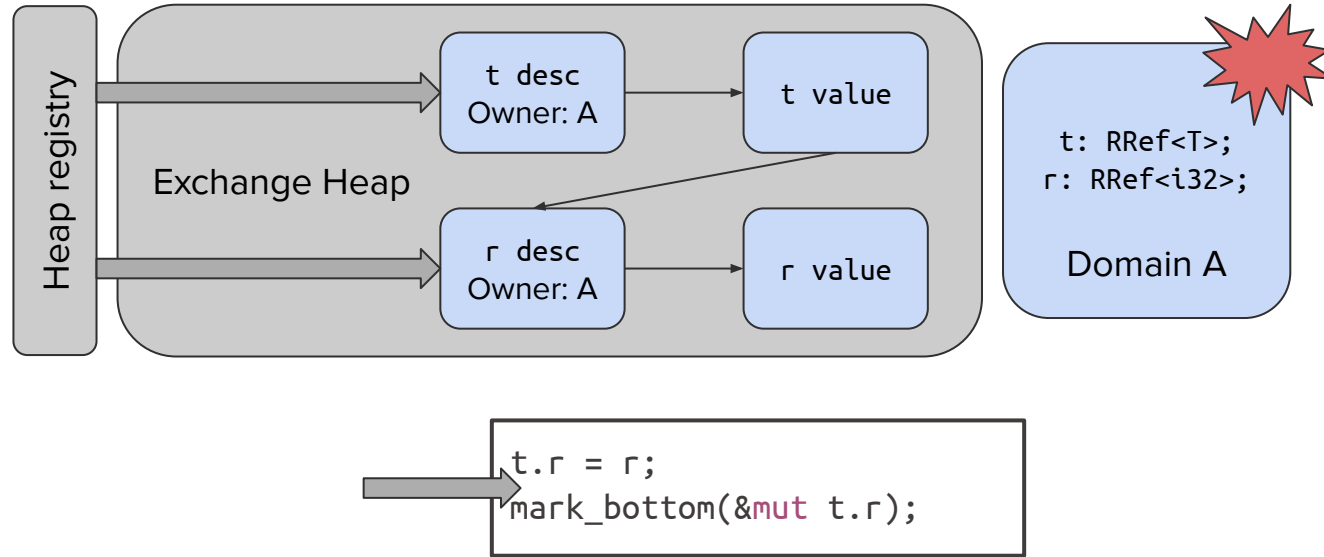 Heap registry
Exchange Heap
t desc
Owner: A
t value
r desc
Owner: A
r value
t: RRef<T>;
r: RRef<i32>;
Domain A
t.r = r;
mark_bottom(&mut t.r);